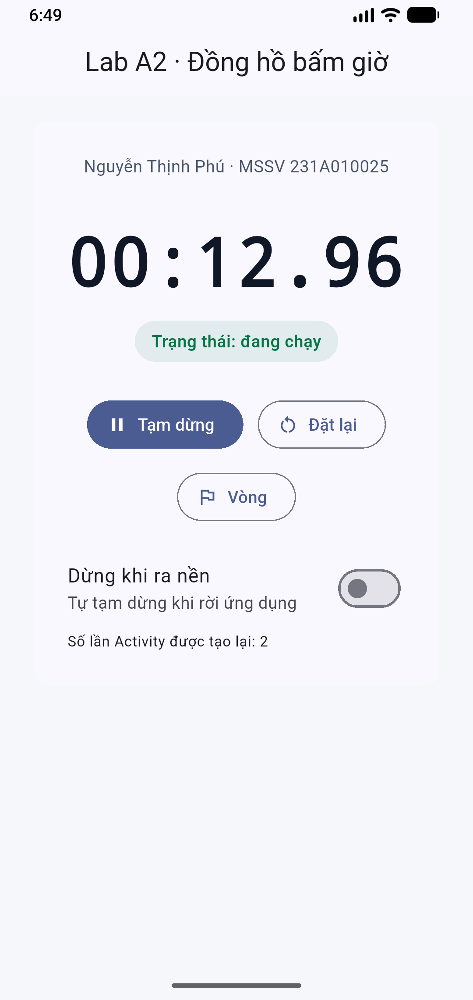 6:49
Lab A2 · Đồng hồ bấm giờ
Nguyễn Thịnh Phú · MSSV 231A010025
00:12.96
Trạng thái: đang chạy
Tạm dừng
Đặt lại
Vòng
Dừng khi ra nền
Tự tạm dừng khi rời ứng dụng
Số lần Activity được tạo lại: 2